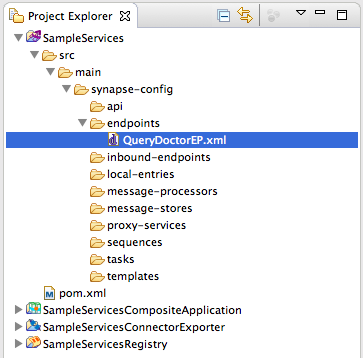 Project Explorer
SampleServices
src
main
synapse-config
api
endpoints
QueryDoctorEP.xml
inbound-endpoints
local-entries
message-processors
message-stores
proxy-services
sequences
tasks
templates
pom.xml
SampleServicesCompositeApplication
SampleServicesConnectorExporter
SampleServicesRegistry